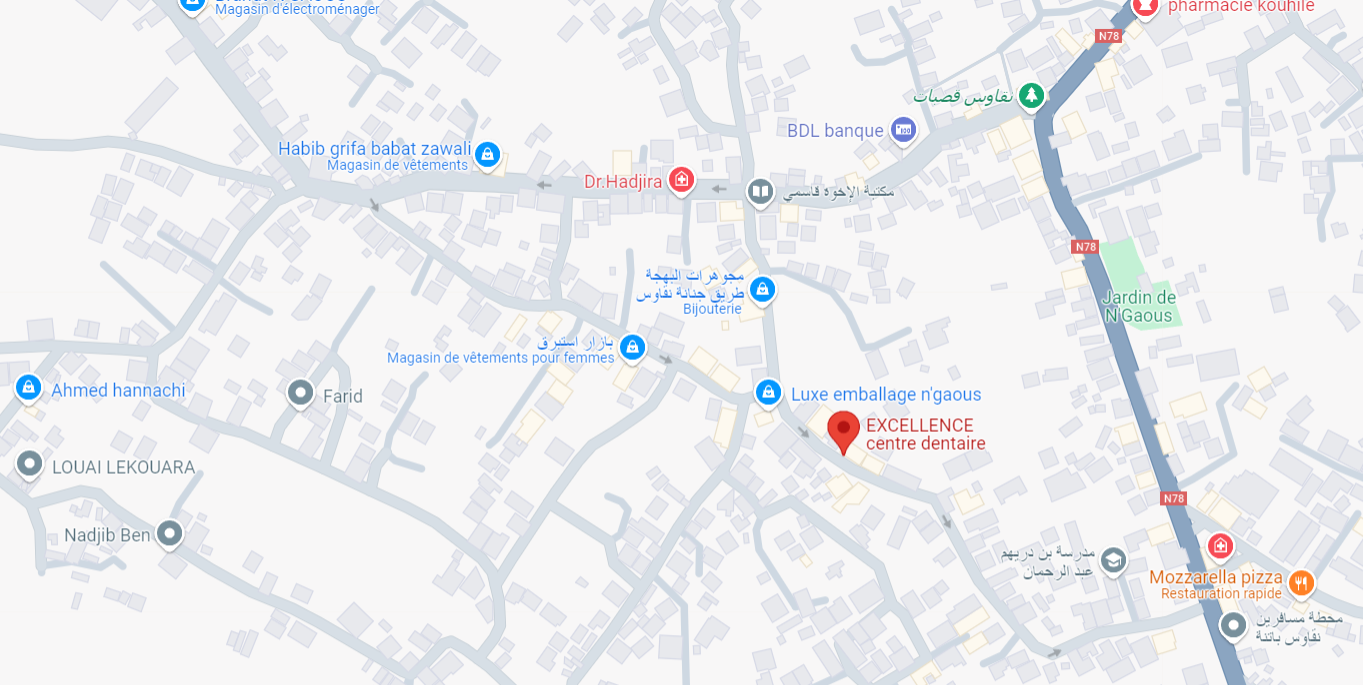 Magasin d'électroménager
pharmacie kouhile
N78
نقاوس قصبات
BDL banque
Habib grifa babat zawali
Magasin de vêtements
Dr.Hadjira
مكتبة الإخوة قاسمي
N78
مجوهرات البهجة
طريق جنانة نقاوس
Bijouterie
Jardin de
N'Gaous
بازار استبرق
Magasin de vêtements pour femmes
Ahmed hannachi
Farid
Luxe emballage n'gaous
EXCELLENCE
centre dentaire
LOUAI LEKOUARA
N78
Nadjib Ben
مدرسة بن دريهم
عبد الرحمان
Mozzarella pizza
Restauration rapide
محطة مسافرين
نقاوس باتنة